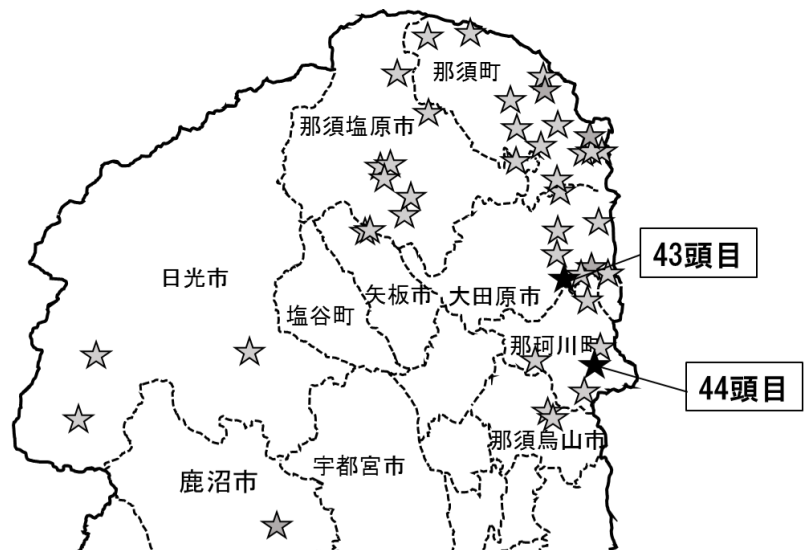 那須町
那須塩原市
43頭目
日光市
矢板市
大田原市
塩谷町
那珂川町
44頭目
那須烏山市
宇都宮市
鹿沼市